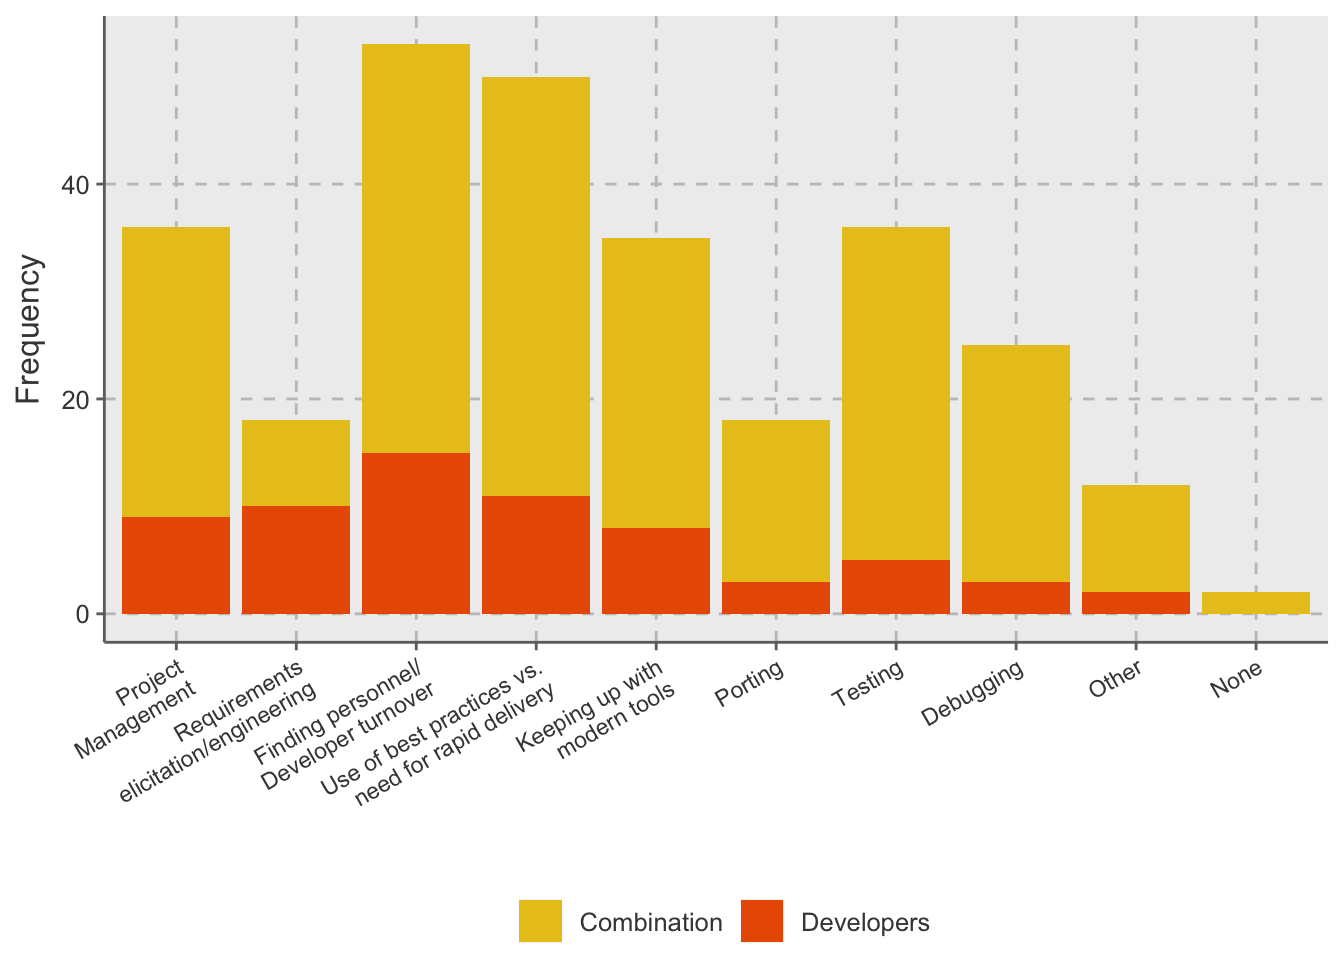 Frequency
40
20
0
Project
Management
Requirements
elicitation/engineering
Finding personnel/
Developer turnover
Use of best practices vs.
need for rapid delivery
Keeping up with
modern tools
Porting
Testing
Debugging
Other
None
Combination
Developers